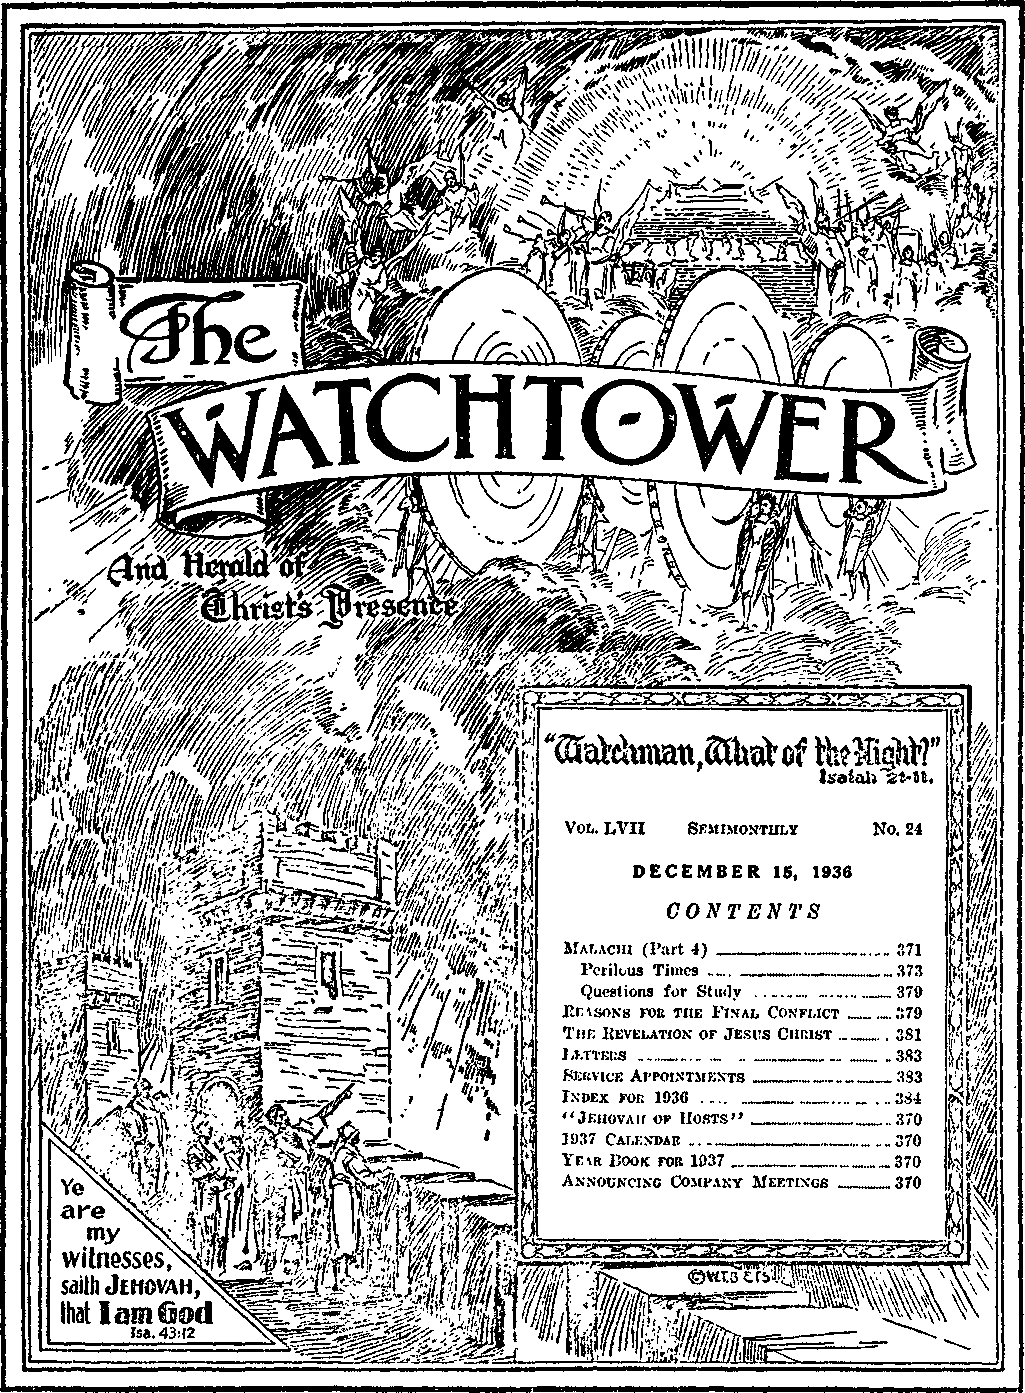 The
WATCHTOWER
And Herald of
Christ's Presence
"Watchman, What of the Night?"
Isaiah 21-11.
VOL. LVII SEMIMONTHLY No. 24
DECEMBER 15, 1936
CONTENTS
MALACHI (Part 4) 371
Perilous Times 373
Questions for Study 379
REASONS FOR THE FINAL CONFLICT 379
THE REVELATION OF JESUS CHRIST 381
LETTERS 383
SERVICE APPOINTMENTS 383
INDEX FOR 1936 384
"JEHOVAH OF HOSTS" 370
1937 CALENDAR 370
YEAR BOOK FOR 1937 370
ANNOUNCING COMPANY MEETINGS 370
Ye
are
my
witnesses,
saith JEHOVAH,
that I am God
Isa. 43:12
©W.T.B.&T.S.